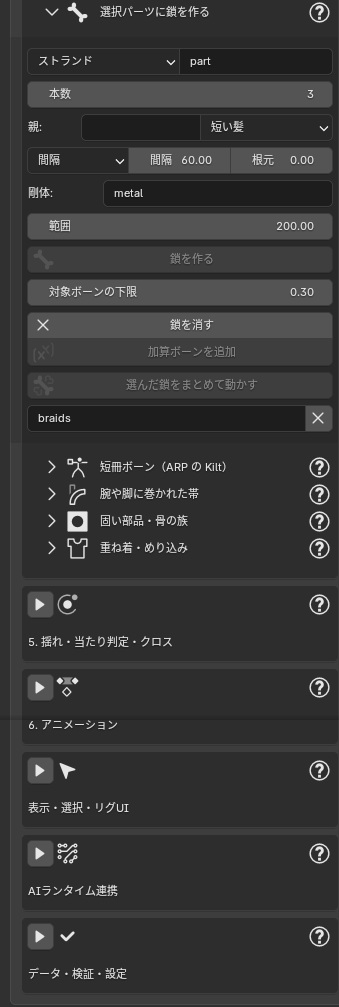 選択パーツに鎖を作る
ストランド part
本数 3
親: 短い髪
間隔 間隔 60.00 根元 0.00
剛体: metal
範囲 200.00
鎖を作る
対象ボーンの下限 0.30
鎖を消す
加算ボーンを追加
選んだ鎖をまとめて動かす
braids
短冊ボーン（ARP の Kilt）
腕や脚に巻かれた帯
固い部品・骨の族
重ね着・めり込み
5. 揺れ・当たり判定・クロス
6. アニメーション
表示・選択・リグUI
AIランタイム連携
データ・検証・設定